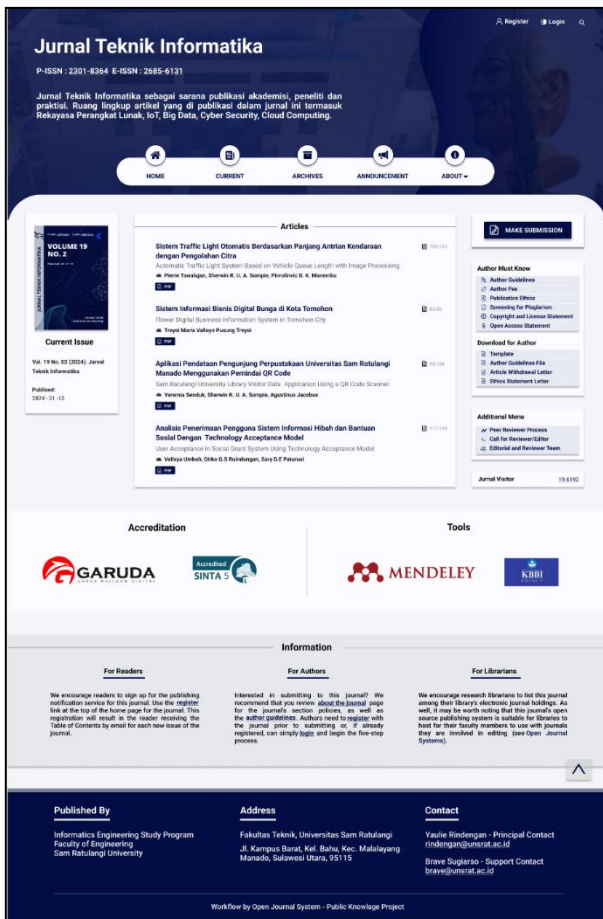 Register Login
Jurnal Teknik Informatika
P-ISSN : 2301-8364 E-ISSN : 2685-6131
Jurnal Teknik Informatika sebagai sarana publikasi akademisi, peneliti dan
praktisi. Ruang lingkup artikel yang di publikasi dalam jurnal ini termasuk
Rekayasa Perangkat Lunak, IoT, Big Data, Cyber Security, Cloud Computing.
HOME CURRENT ARCHIVES ANNOUNCEMENT ABOUT
JURNAL TEKNIK INFORMATIKA
VOLUME 19
NO. 2
Current Issue
Vol. 19 No. 02 (2024): Jurnal
Teknik Informatika
2024 - 21 -13
Articles
Sistem Traffic Light Otomatis Berdasarkan Panjang Antrian Kendaraan
dengan Pengolahan Citra
Automatic Traffic Light System Based on Vehicle Queue Length with Image Processing
PDF
Sistem Informasi Bisnis Digital Bunga di Kota Tomohon
Flower Digital Business Information System in Tomohon City
Treysi Maria Valleyn Pusung Treysi
PDF
Aplikasi Pendataan Pengunjung Perpustakaan Universitas Sam Ratulangi
Manado Menggunakan Pemindai QR Code
Sam Ratulangi University Library Visitor Data Application Using a QR Code Scanner
Senduk, Sherwin R. U. A. Sompie, Agustinus Jacobus
PDF
Analisis Penerimaan Pengguna Sistem Informasi Hibah dan Bantuan
Sosial Dengan Technology Acceptance Model
User Acceptance in Social Grant System Using Technology Acceptance Model
Umboh, Dirko G.S Ruindungan, Sary D.E Paturusi
PDF
MAKE SUBMISSION
Author Must Know
Author Guidelines
Author Fee
Publication Ethics
Screening for Plagiarism
Copyright and License Statement
Open Access Statement
Download for Author
Template
Author Guidelines File
Article Withdrawal Letter
Ethics Statement Letter
Additional Menu
Peer Reviewer Process
Call for Reviewer/Editor
Editorial and Reviewer Team
Jurnal Visitor 19.6192
Accreditation
GARUDA
Accredited
SINTA 5
Tools
MENDELEY
KBBI
Information
For Readers
We encourage readers to sign up for the publishing
notification service for this journal. Use the register
link at the top of the home page for the journal. This
registration will result in the reader receiving the
Table of Contents by email for each new issue of the
journal.
For Authors
Interested in submitting to this journal? We
recommend that you review about the journal page
for the journal's section policies, as well as
the author guidelines. Authors need to register with
the journal prior to submitting or, if already
registered, can simply login and begin the five-step
process.
For Librarians
We encourage research librarians to list this journal
among their library's electronic journal holdings. As
well, it may be worth noting that this journal's open
source publishing system is suitable for libraries to
host for their faculty members to use with journals
they are involved in editing (see Open Journal
Systems).
Published By
Informatics Engineering Study Program
Faculty of Engineering
Sam Ratulangi University
Address
Fakultas Teknik, Universitas Sam Ratulangi
Jl. Kampus Barat, Kel. Bahu, Kec. Malalayang
Manado, Sulawesi Utara, 95115
Contact
Yaulie Rindengan - Principal Contact
rindengan@unsrat.ac.id
Brave Sugiarso - Support Contact
brave@unsrat.ac.id
Workflow by Open Journal System - Public Knowlage Project